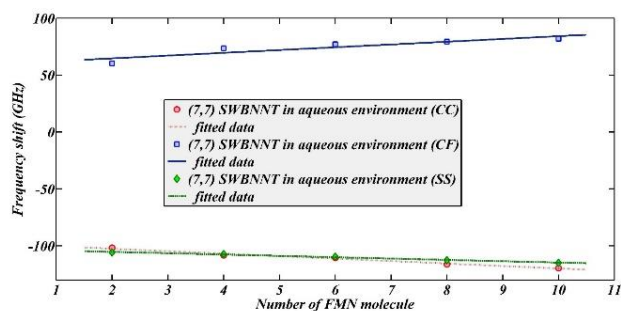 100
50
0
-50
-100
Frequency shift (GHz)
(7,7) SWBNNT in aqueous environment (CC)
fitted data
(7,7) SWBNNT in aqueous environment (CF)
fitted data
(7,7) SWBNNT in aqueous environment (SS)
fitted data
1 2 3 4 5 6 7 8 9 10 11
Number of FMN molecule